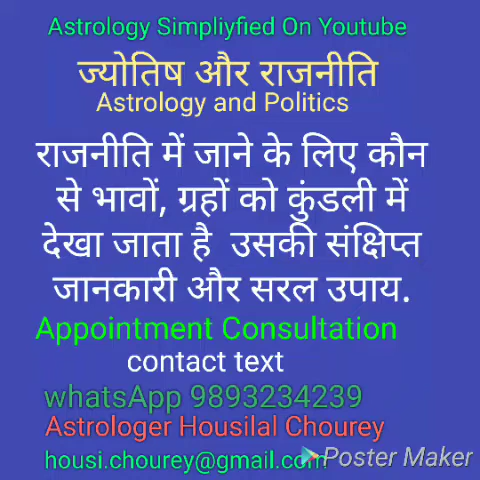 Astrology Simpliyfied On Youtube
ज्योतिष और राजनीति
Astrology and Politics
राजनीति में जाने के लिए कौन
से भावों, ग्रहों को कुंडली में
देखा जाता है उसकी संक्षिप्त
जानकारी और सरल उपाय.
Appointment Consultation
contact text
whatsApp 9893234239
Astrologer Housilal Chourey
housi.chourey@gmail.com
Poster Maker